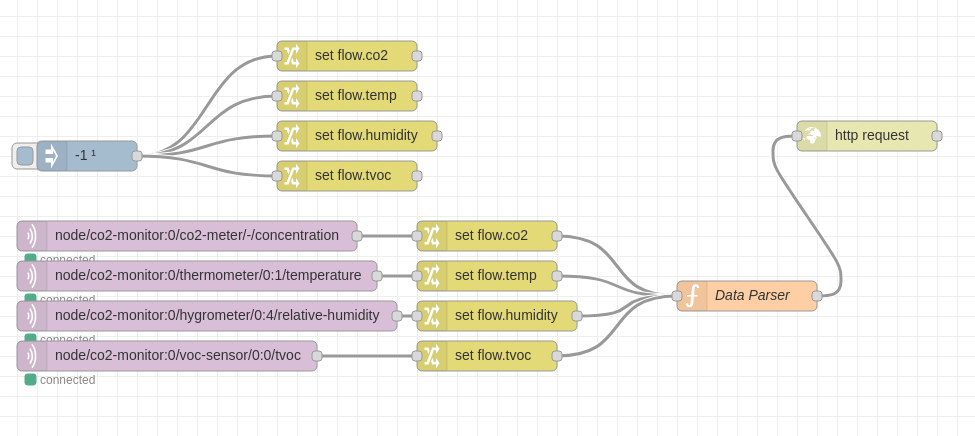 set flow.co2
set flow.temp
set flow.humidity
http request
-1 ¹
set flow.tvoc
node/co2-monitor:0/co2-meter/-/concentration
set flow.co2
connected
node/co2-monitor:0/thermometer/0:1/temperature
set flow.temp
Data Parser
connected
node/co2-monitor:0/hygrometer/0:4/relative-humidity
set flow.humidity
connected
node/co2-monitor:0/voc-sensor/0:0/tvoc
set flow.tvoc
connected